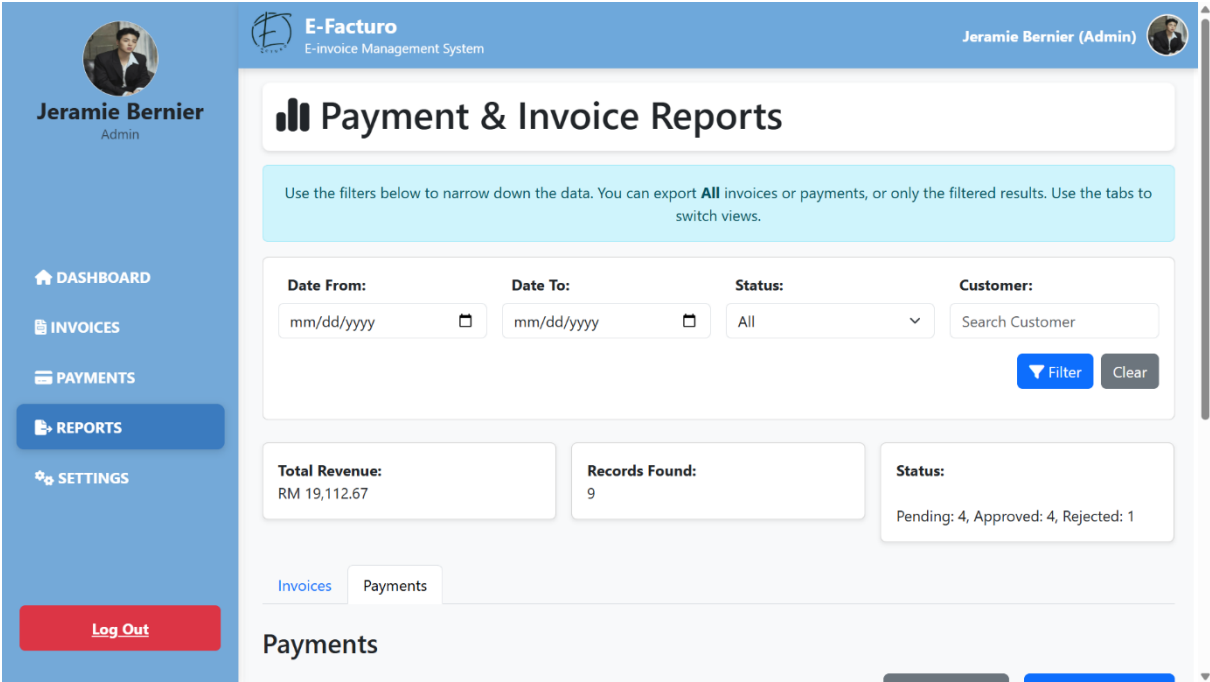 Jeramie Bernier
Admin
DASHBOARD
INVOICES
PAYMENTS
REPORTS
SETTINGS
Log Out
E-Facturo
E-invoice Management System
Jeramie Bernier (Admin)
Payment & Invoice Reports
Use the filters below to narrow down the data. You can export All invoices or payments, or only the filtered results. Use the tabs to
switch views.
Date From:
Date To:
Status:
Customer:
mm/dd/yyyy
mm/dd/yyyy
All
Search Customer
Filter
Clear
Total Revenue:
RM 19,112.67
Records Found:
9
Status:
Pending: 4, Approved: 4, Rejected: 1
Invoices
Payments
Payments